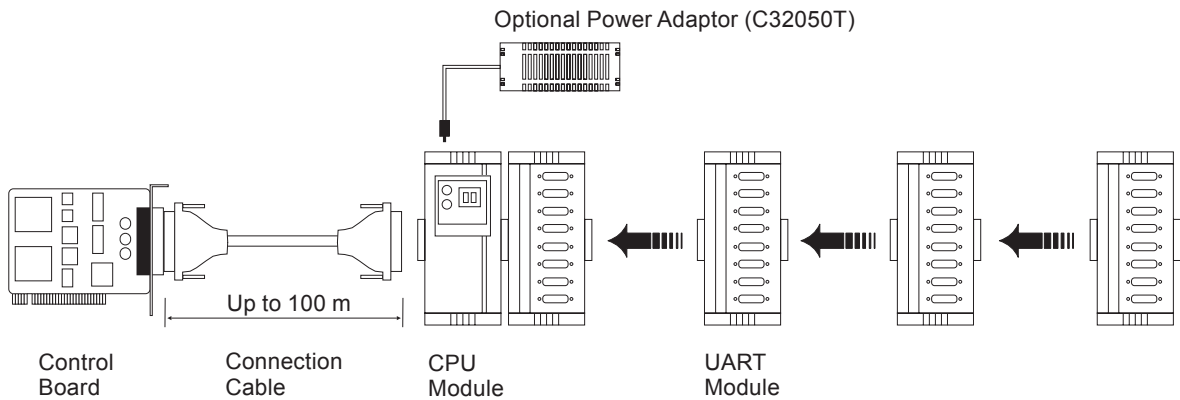 Optional Power Adaptor (C32050T)
Up to 100 m
Control
Board
Connection
Cable
CPU
Module
UART
Module